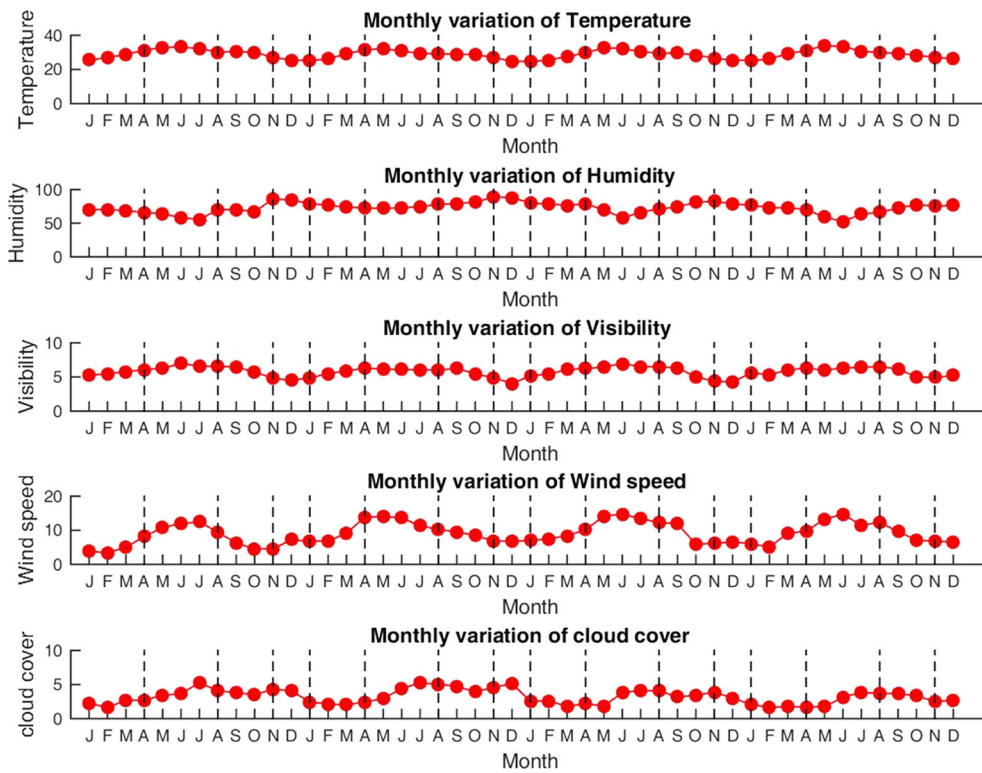 Monthly variation of Temperature
Temperature
40
20
0
J F M A M J J A S O N D J F M A M J J A S O N D J F M A M J J A S O N D J F M A M J J A S O N D
Month
Monthly variation of Humidity
Humidity
100
50
0
J F M A M J J A S O N D J F M A M J J A S O N D J F M A M J J A S O N D J F M A M J J A S O N D
Month
Monthly variation of Visibility
Visibility
10
5
0
J F M A M J J A S O N D J F M A M J J A S O N D J F M A M J J A S O N D J F M A M J J A S O N D
Month
Monthly variation of Wind speed
Wind speed
20
10
0
J F M A M J J A S O N D J F M A M J J A S O N D J F M A M J J A S O N D J F M A M J J A S O N D
Month
Monthly variation of cloud cover
cloud cover
10
5
0
J F M A M J J A S O N D J F M A M J J A S O N D J F M A M J J A S O N D J F M A M J J A S O N D
Month